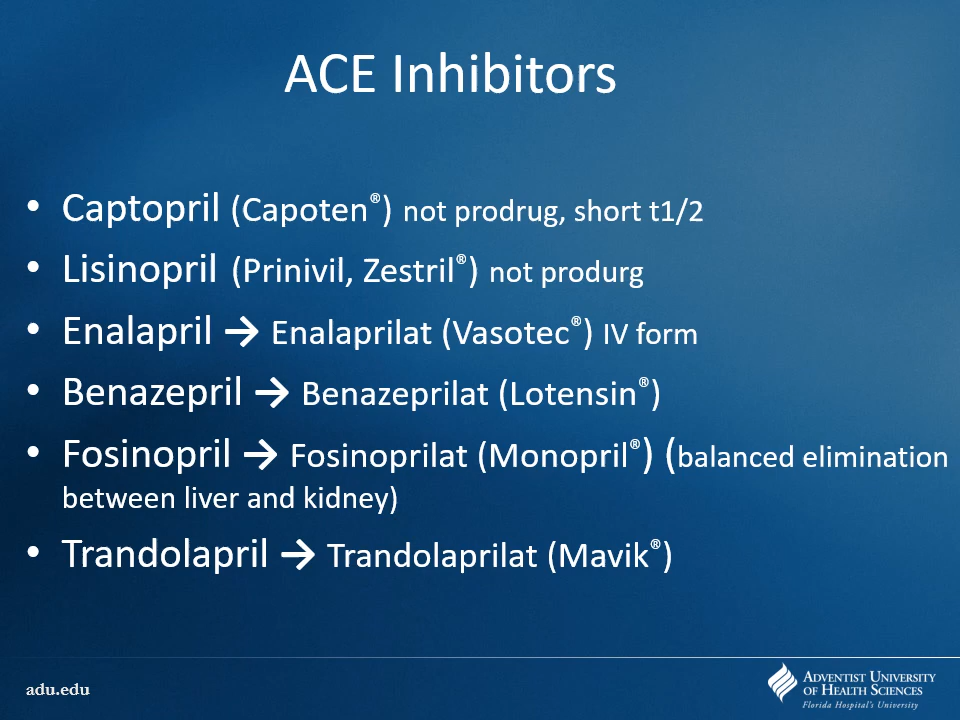 ACE Inhibitors
• Captopril (Capoten®) not prodrug, short t1/2
• Lisinopril (Prinivil, Zestril®) not produrg
• Enalapril → Enalaprilat (Vasotec®) IV form
• Benazepril → Benazeprilat (Lotensin®)
• Fosinopril → Fosinoprilat (Monopril®) (balanced elimination
between liver and kidney)
• Trandolapril → Trandolaprilat (Mavik®)
adu.edu
ADVENTIST UNIVERSITY
OF HEALTH SCIENCES
Florida Hospital's University